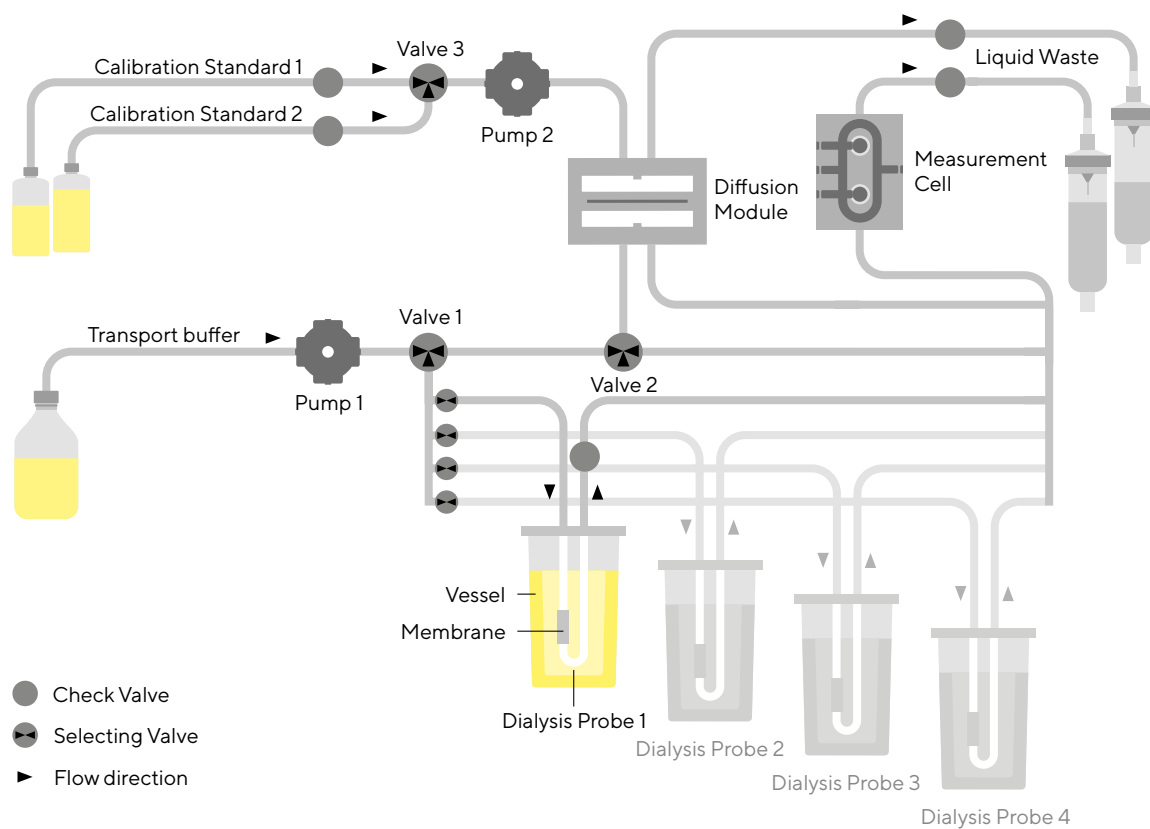 Valve 3
Calibration Standard 1
Calibration Standard 2
Pump 2
Liquid Waste
Measurement
Cell
Diffusion
Module
Transport buffer
Valve 1
Pump 1
Valve 2
Vessel
Membrane
Dialysis Probe 1
Dialysis Probe 2
Dialysis Probe 3
Dialysis Probe 4
Check Valve
Selecting Valve
Flow direction